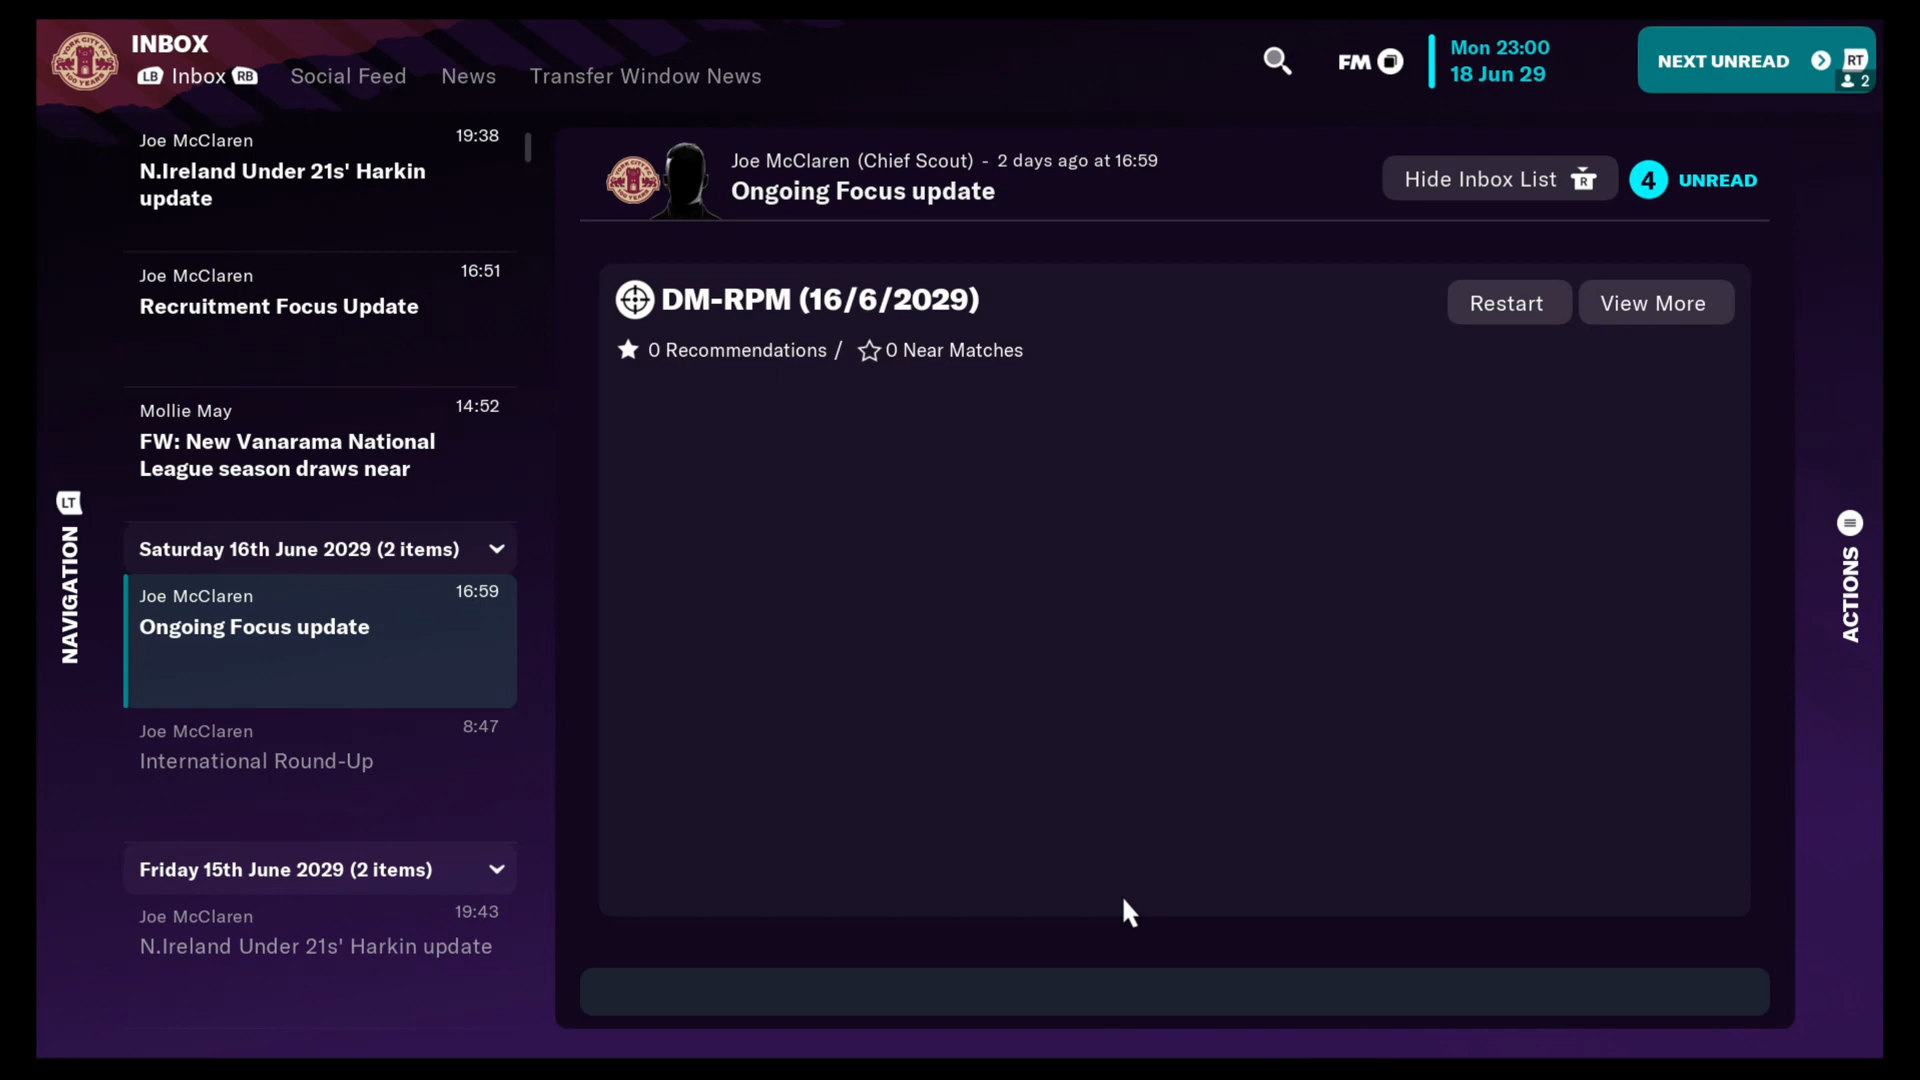 INBOX
LB Inbox RB Social Feed News Transfer Window News
FM
Mon 23:00
18 Jun 29
NEXT UNREAD RT
2
Joe McClaren 19:38
N.Ireland Under 21s' Harkin
update
Joe McClaren 16:51
Recruitment Focus Update
Mollie May 14:52
FW: New Vanarama National
League season draws near
Saturday 16th June 2029 (2 items)
Joe McClaren 16:59
Ongoing Focus update
Joe McClaren 8:47
International Round-Up
Friday 15th June 2029 (2 items)
Joe McClaren 19:43
N.Ireland Under 21s' Harkin update
LT
NAVIGATION
Joe McClaren (Chief Scout) - 2 days ago at 16:59
Ongoing Focus update
Hide Inbox List R
4 UNREAD
DM-RPM (16/6/2029)
Restart View More
0 Recommendations / 0 Near Matches
ACTIONS